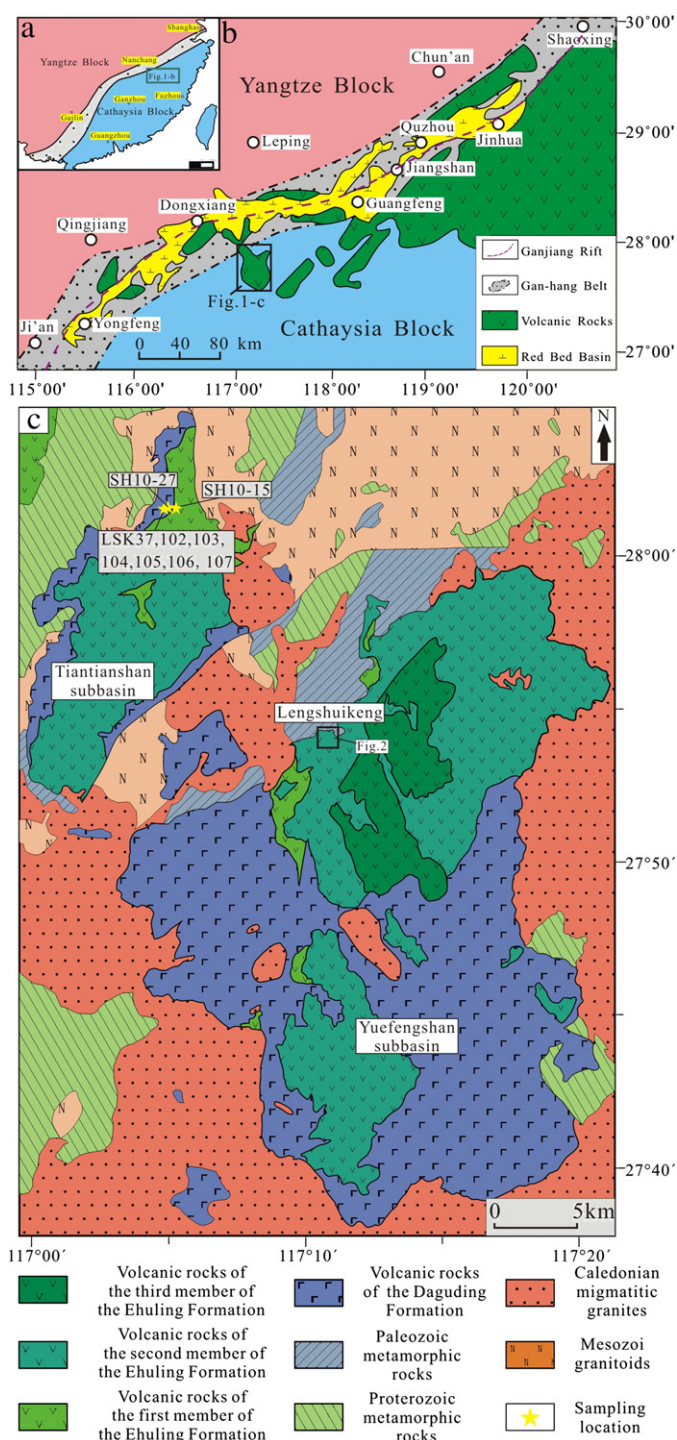 a
Shanghai
Nanchang
Yangtze Block
Fig.1-b
Ganzhou
Fuzhou
Guilin
Cathaysia Block
Guangzhou
b
30°00'
Shaoxing
Chun'an
Yangtze Block
Quzhou
29°00'
Leping
Jinhua
Jiangshan
Dongxiang
Guangfeng
Qingjiang
28°00'
Fig.1-c
Ganjiang Rift
Gan-hang Belt
Volcanic Rocks
Red Bed Basin
Cathaysia Block
Yongfeng
Ji'an
0 40 80 km
27°00'
115°00' 116°00' 117°00' 118°00' 119°00' 120°00'
c
N
SH10-27
SH10-15
LSK37,102,103,
104,105,106, 107
28°00′
Tiantianshan
subbasin
Lengshuikeng
Fig.2
27°50′
Yuefengshan
subbasin
27°40′
0 5km
117°00′ 117°10′ 117°20′
Volcanic rocks of
the third member of
the Ehuling Formation
Volcanic rocks
of the Daguding
Formation
Caledonian
migmatitic
granites
Volcanic rocks of
the second member of
the Ehuling Formation
Paleozoic
metamorphic
rocks
Mesozoi
granitoids
Volcanic rocks of
the first member of
the Ehuling Formation
Proterozoic
metamorphic
rocks
Sampling
location